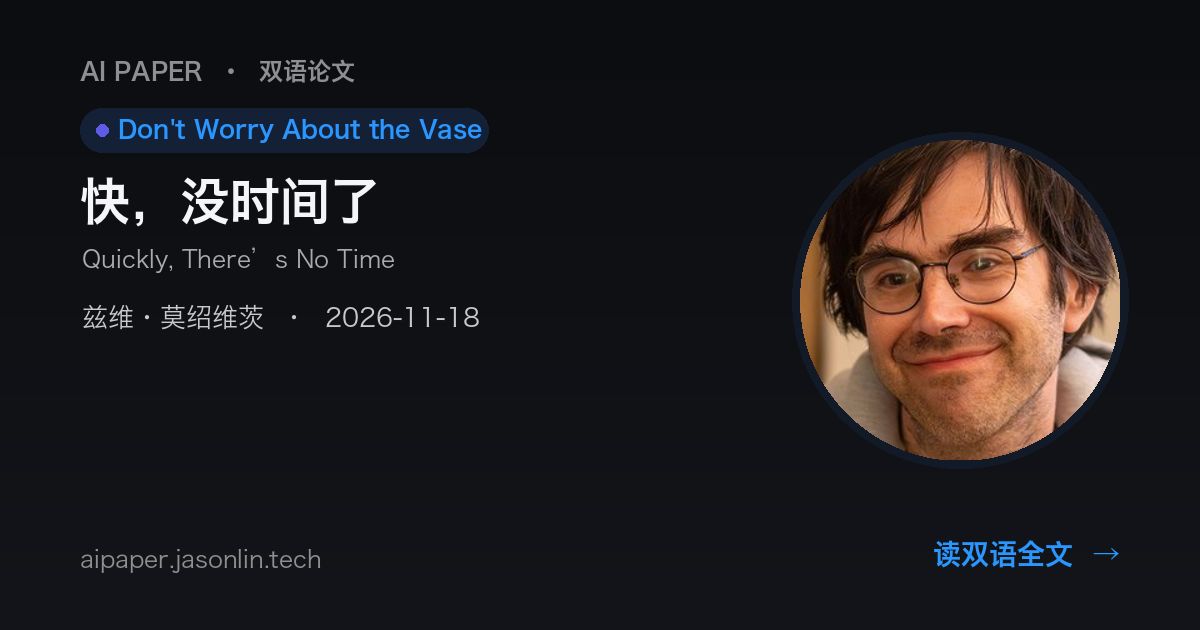 AI PAPER · 双语论文
Don't Worry About the Vase
快，没时间了
Quickly, There’s No Time
兹维·莫绍维茨 · 2026-11-18
aipaper.jasonlin.tech
读双语全文 →